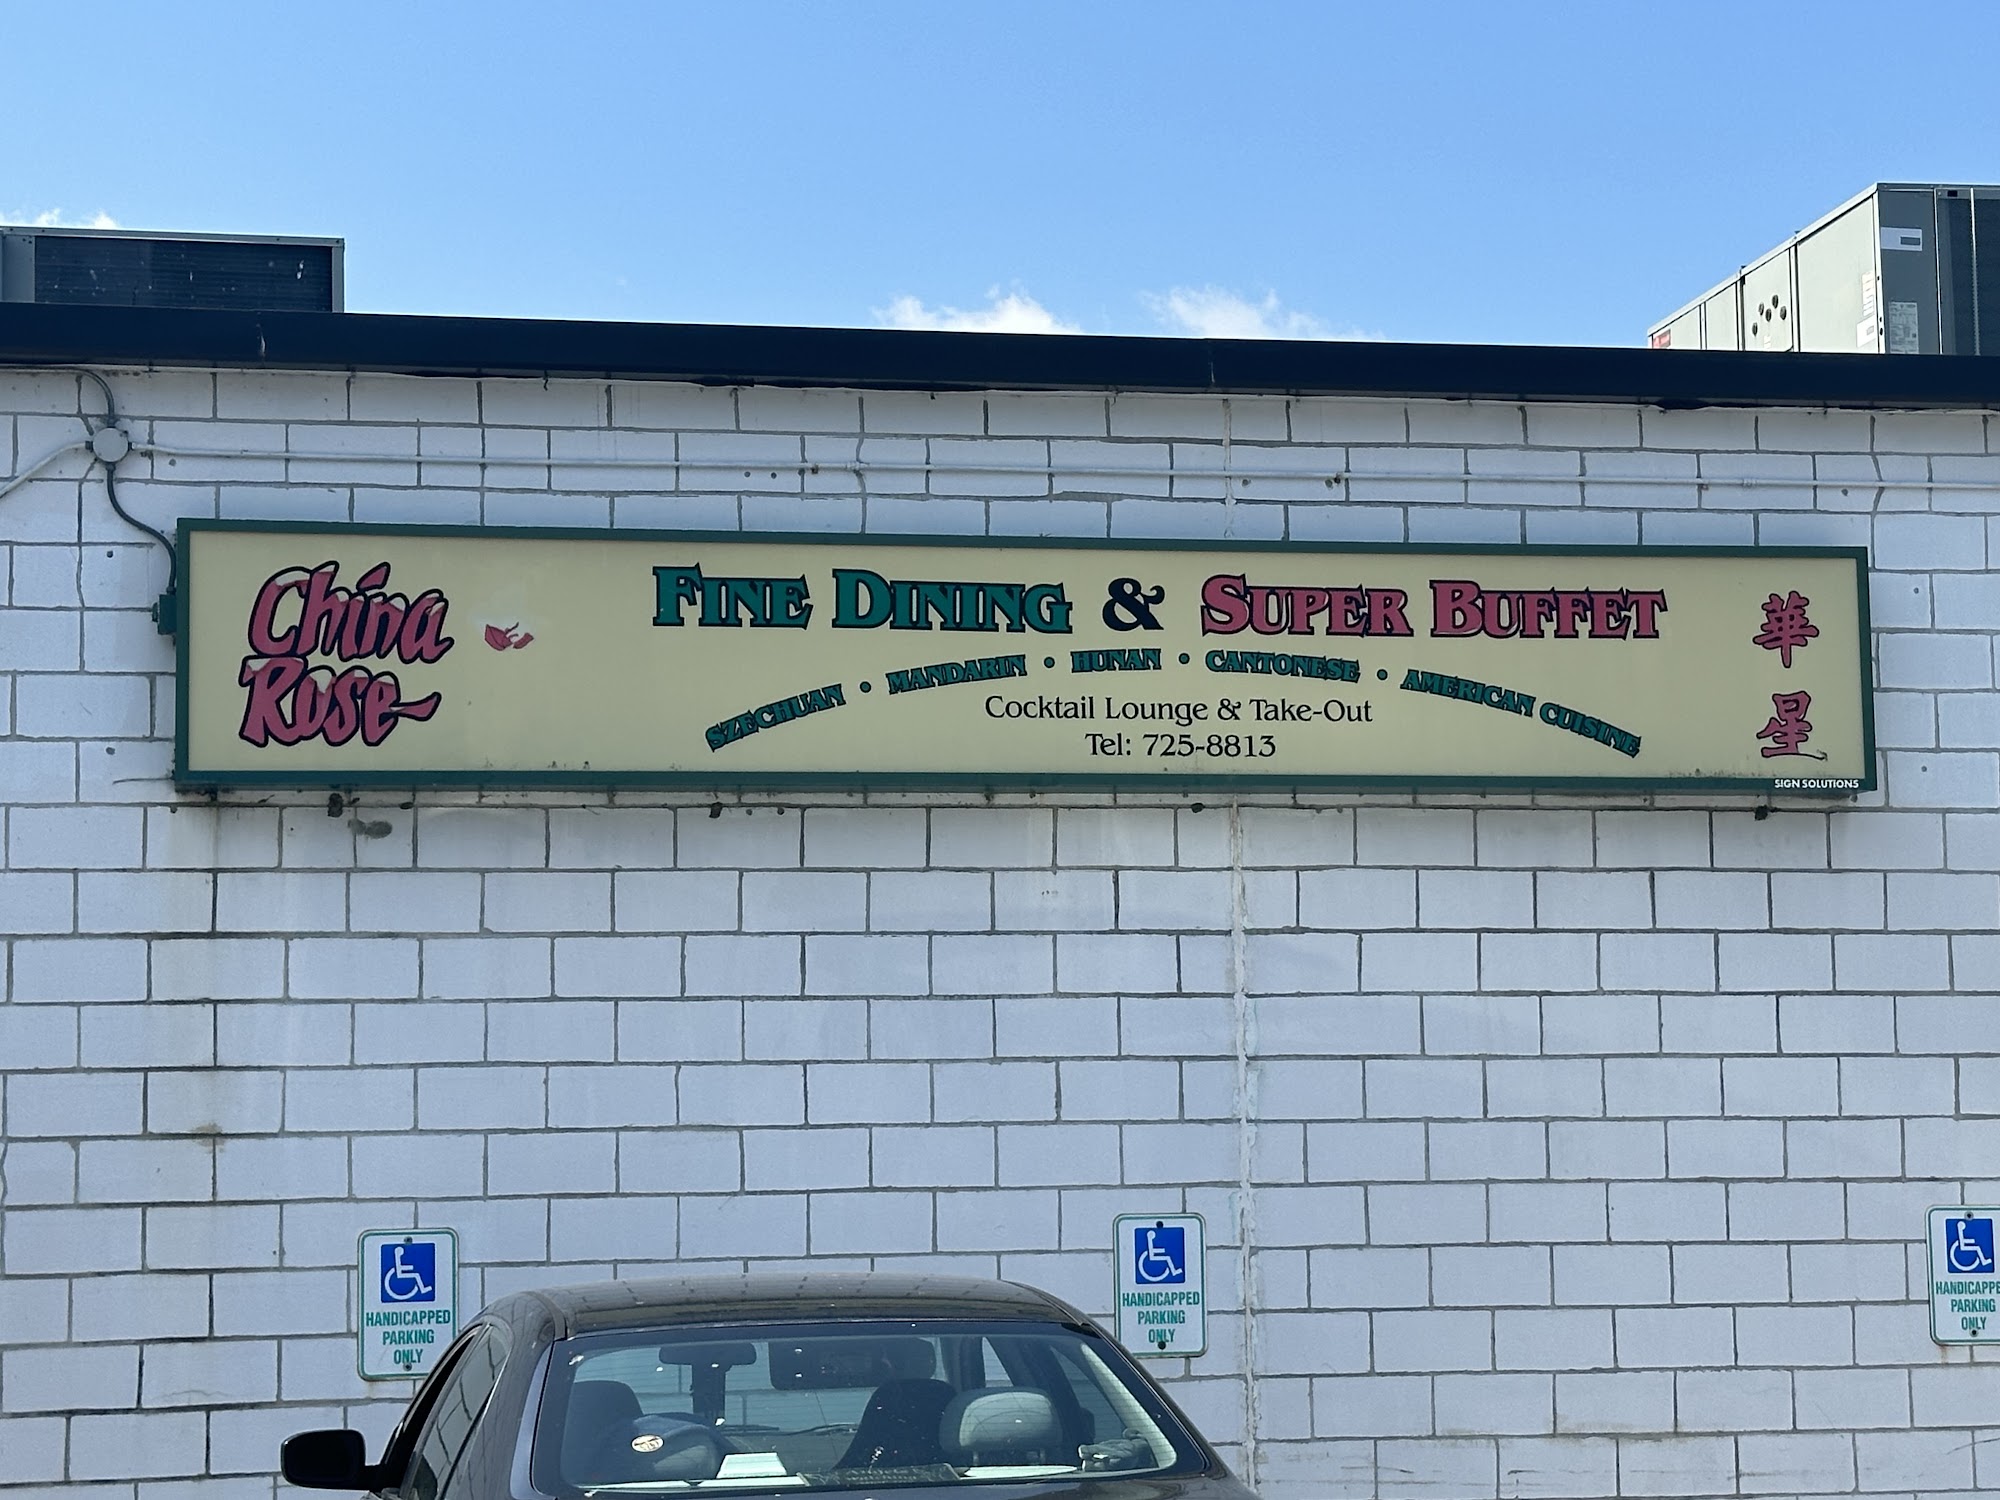 China
Rose
FINE DINING & SUPER BUFFET
SZECHUAN • MANDARIN • HUNAN • CANTONESE • AMERICAN CUISINE
Cocktail Lounge & Take-Out
Tel: 725-8813
華
星
SIGN SOLUTIONS
HANDICAPPED
PARKING
ONLY
HANDICAPPED
PARKING
ONLY
HANDICAPPE
PARKING
ONLY